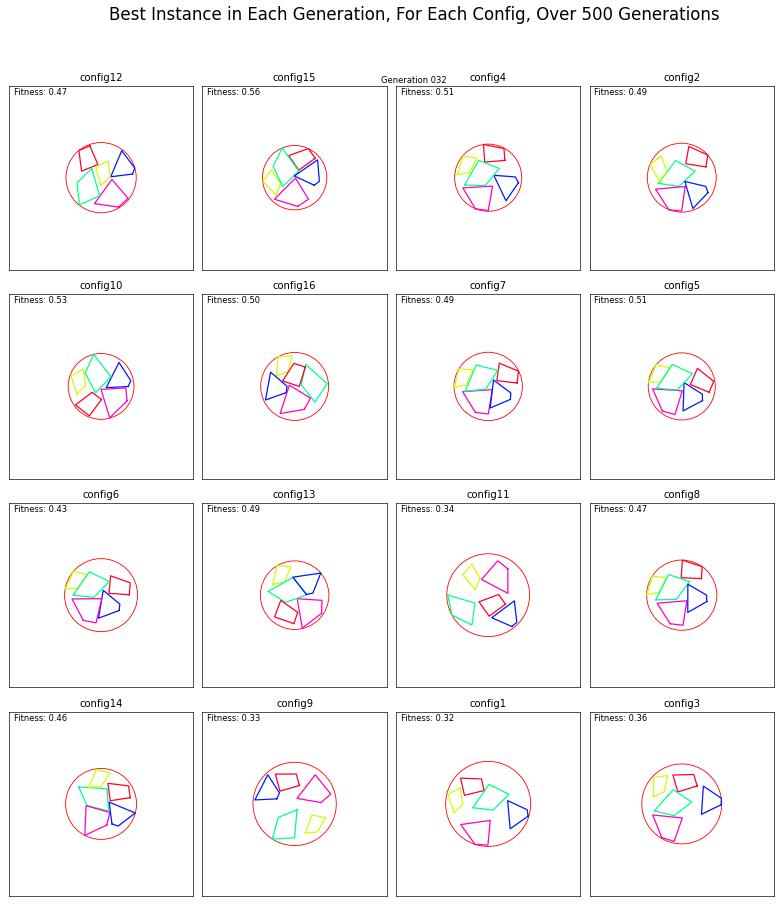 Best Instance in Each Generation, For Each Config, Over 500 Generations
Generation 032
config12
Fitness: 0.47
config15
Fitness: 0.56
config4
Fitness: 0.51
config2
Fitness: 0.49
config10
Fitness: 0.53
config16
Fitness: 0.50
config7
Fitness: 0.49
config5
Fitness: 0.51
config6
Fitness: 0.43
config13
Fitness: 0.49
config11
Fitness: 0.34
config8
Fitness: 0.47
config14
Fitness: 0.46
config9
Fitness: 0.33
config1
Fitness: 0.32
config3
Fitness: 0.36